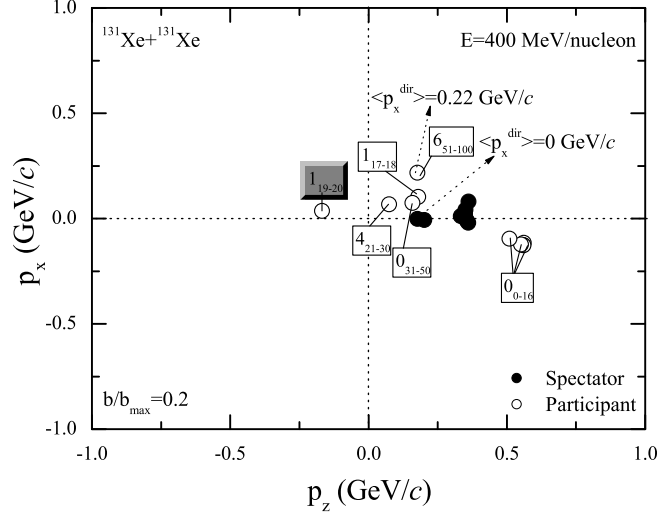 131Xe+131Xe E=400 MeV/nucleon
<p_x^dir>=0.22 GeV/c
<p_x^dir>=0 GeV/c
6_51-100
1_17-18
1_19-20
4_21-30
0_31-50
0_0-16
b/b_max=0.2
Spectator
Participant
1.0
0.5
0.0
-0.5
-1.0
p_x (GeV/c)
-1.0 -0.5 0.0 0.5 1.0
p_z (GeV/c)